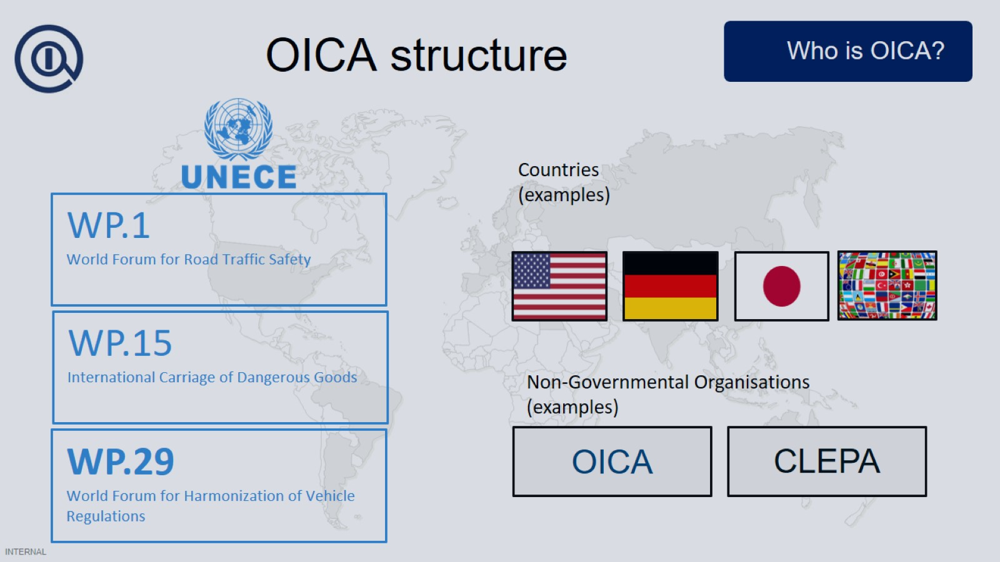 OICA structure
Who is OICA?
UNECE
WP.1
World Forum for Road Traffic Safety
WP.15
International Carriage of Dangerous Goods
WP.29
World Forum for Harmonization of Vehicle
Regulations
Countries
(examples)
Non-Governmental Organisations
(examples)
OICA
CLEPA
INTERNAL